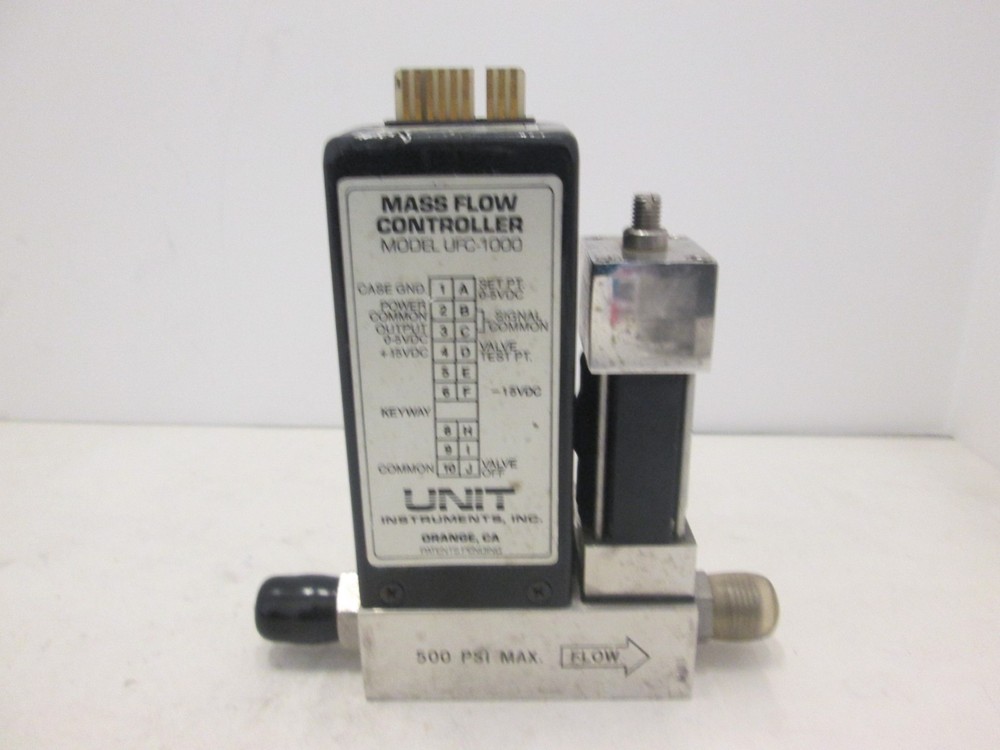 MASS FLOW
CONTROLLER
MODEL UFC-1000
CASE GND. 1 A SET PT.
0-5VDC
POWER
COMMON 2 B SIGNAL
COMMON
OUTPUT
0-5VDC 3 C
+15VDC 4 D VALVE
TEST PT.
5 E
6 F -15VDC
KEYWAY
8 H
9 I
COMMON 10 J VALVE
OFF
UNIT
INSTRUMENTS, INC.
ORANGE, CA
PATENTS PENDING
500 PSI MAX. FLOW